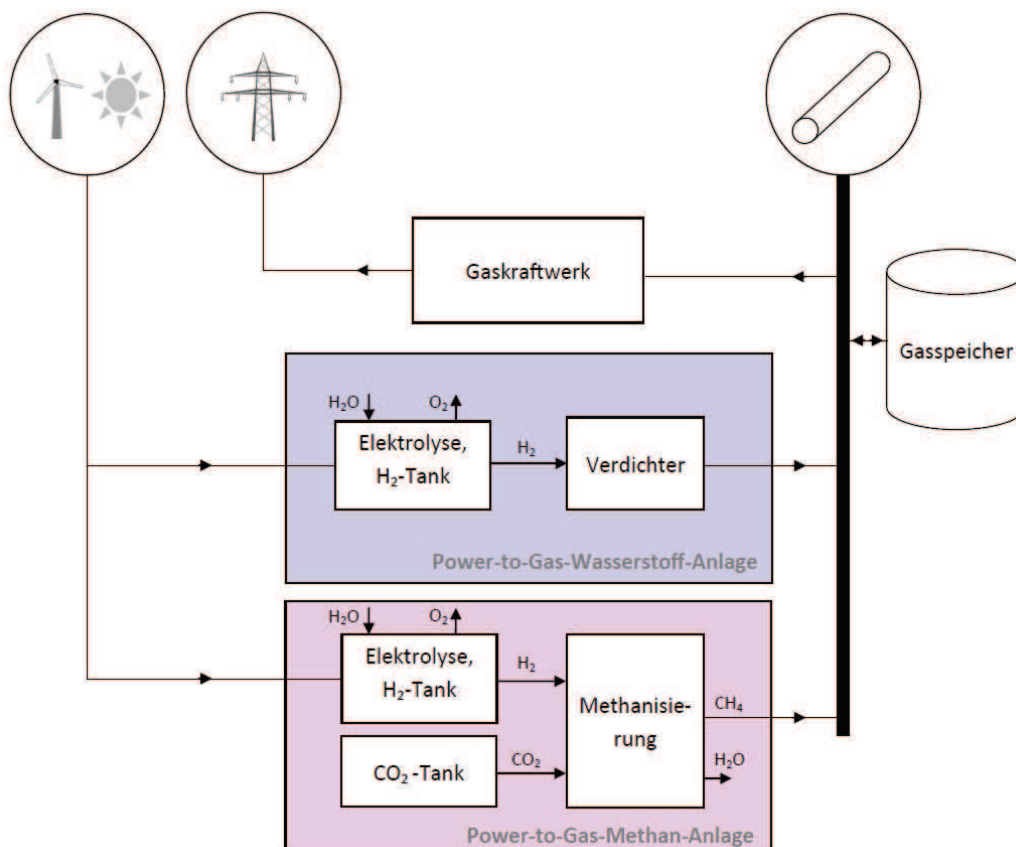 Gaskraftwerk
Gasspeicher
H₂O
O₂
Elektrolyse,
H₂-Tank
H₂
Verdichter
Power-to-Gas-Wasserstoff-Anlage
H₂O
O₂
Elektrolyse,
H₂-Tank
H₂
Methanisie-
rung
CH₄
H₂O
CO₂-Tank
CO₂
Power-to-Gas-Methan-Anlage